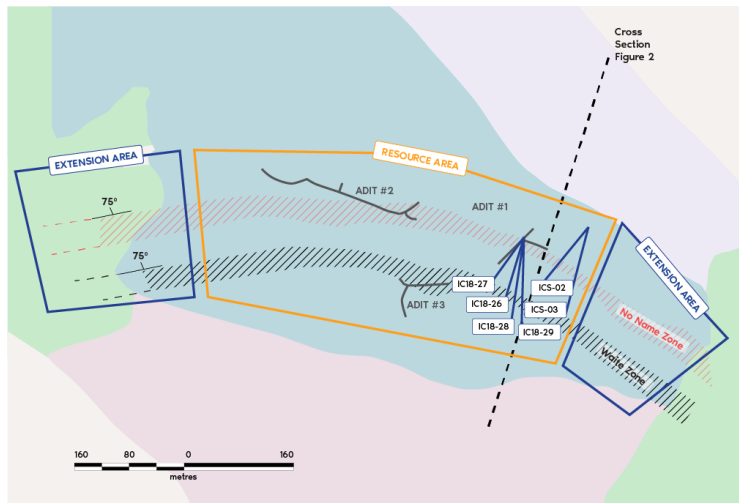 Cross
Section
Figure 2
EXTENSION AREA
RESOURCE AREA
ADIT #2
ADIT #1
75°
75°
EXTENSION AREA
IC18-27
ICS-02
IC18-26
ADIT #3
ICS-03
IC18-28
IC18-29
No Name Zone
Waite Zone
160 80 0 160
metres